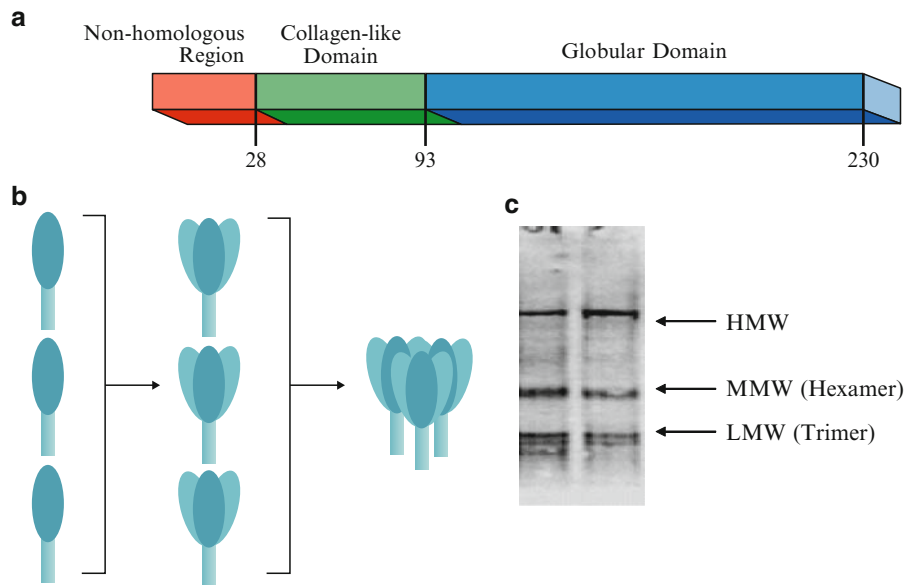 a
Non-homologous
Region
Collagen-like
Domain
Globular Domain
28
93
230
b
c
HMW
MMW (Hexamer)
LMW (Trimer)